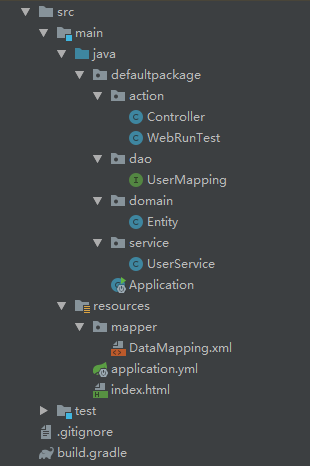 src
main
java
defaultpackage
action
Controller
WebRunTest
dao
UserMapping
domain
Entity
service
UserService
Application
resources
mapper
DataMapping.xml
application.yml
index.html
test
.gitignore
build.gradle